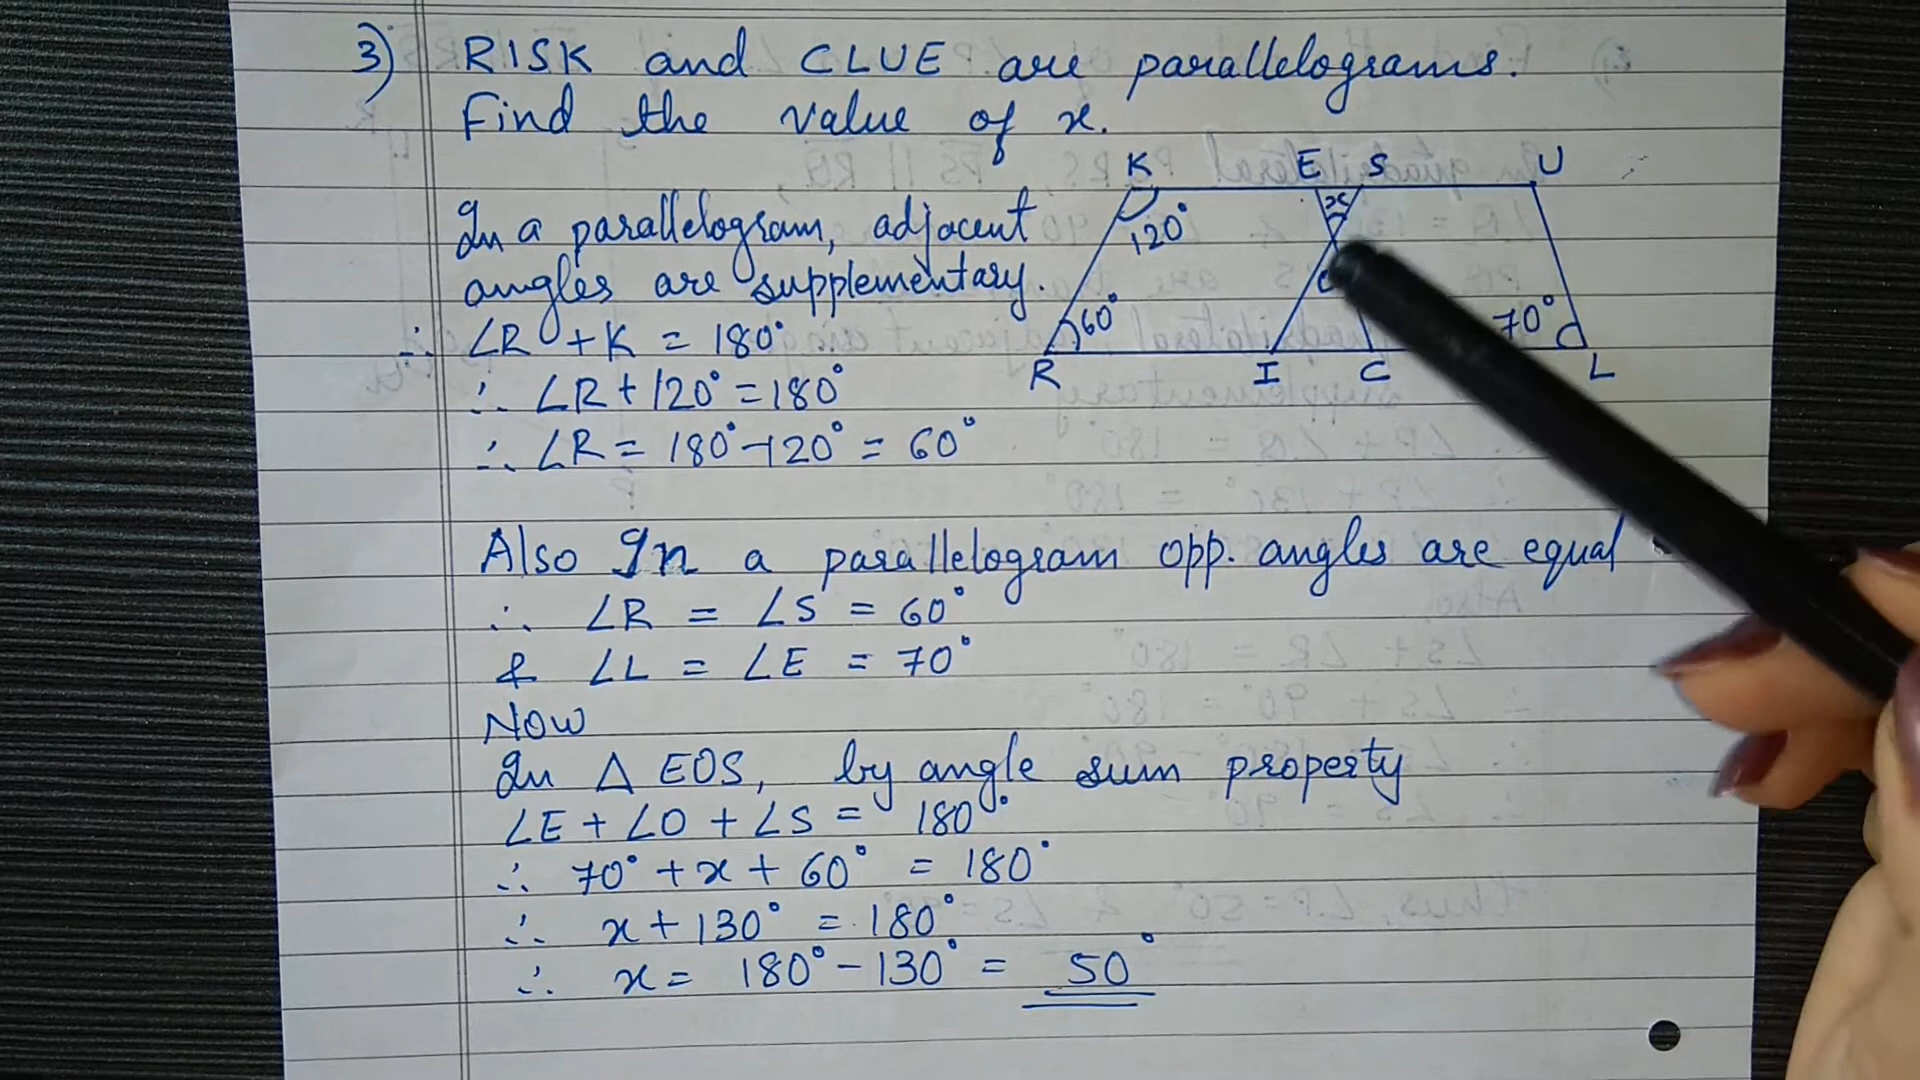 3) RISK and CLUE are parallelograms.
Find the value of x.
K E S U
x
120°
O
60° 70°
R I C L
In a parallelogram, adjacent
angles are supplementary.
∴ ∠R + K = 180°
∴ ∠R + 120° = 180°
∴ ∠R = 180° - 120° = 60°
Also In a parallelogram opp. angles are equal
∴ ∠R = ∠S = 60°
& ∠L = ∠E = 70°
Now
In △ EOS, by angle sum property
∠E + ∠O + ∠S = 180°
∴ 70° + x + 60° = 180°
∴ x + 130° = 180°
∴ x = 180° - 130° = 50°